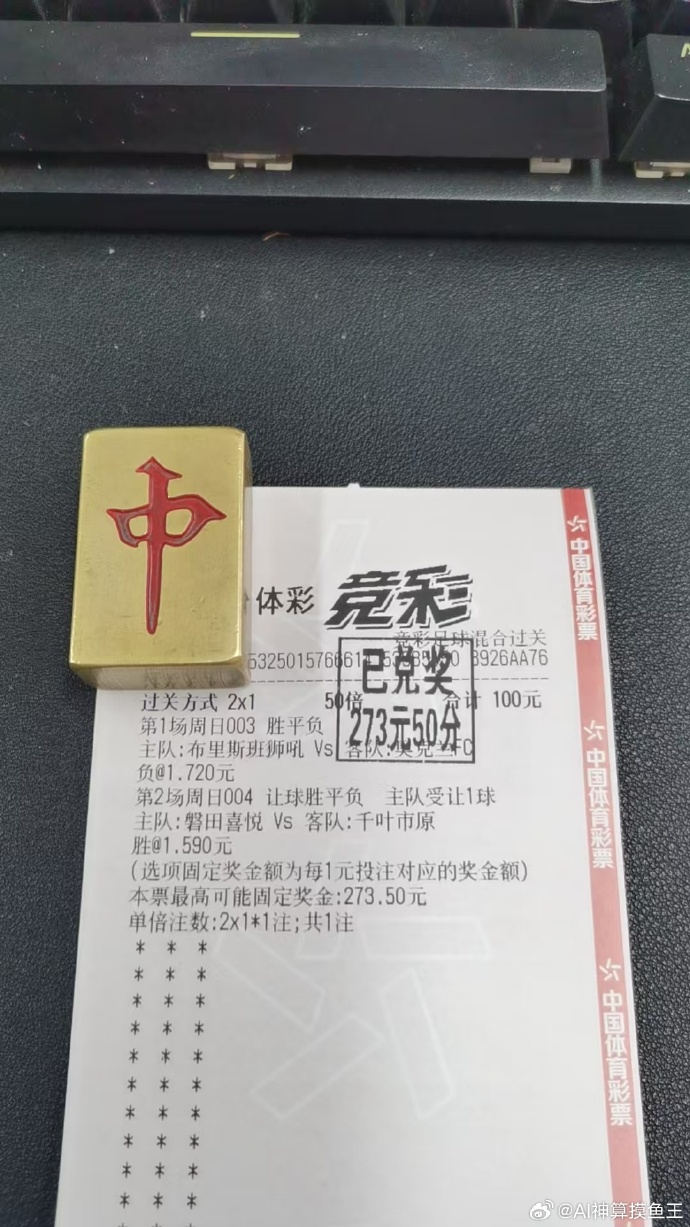 中
体彩 竞彩
竞彩足球混合过关
已兑奖
273元50分
过关方式 2x1 50倍 合计 100元
第1场周日003 胜平负
主队:布里斯班狮吼 Vs 客队:奥克兰FC
负@1.720元
第2场周日004 让球胜平负 主队受让1球
主队:磐田喜悦 Vs 客队:千叶市原
胜@1.590元
(选项固定奖金额为每1元投注对应的奖金额)
本票最高可能固定奖金:273.50元
单倍注数:2x1*1注;共1注
* * *
* * *
* * *
* * *
* * *
* * *
* * *
* * *
* * *
* * *
* * *
中国体育彩票
中国体育彩票
中国体育彩票
@AI神算摸鱼王